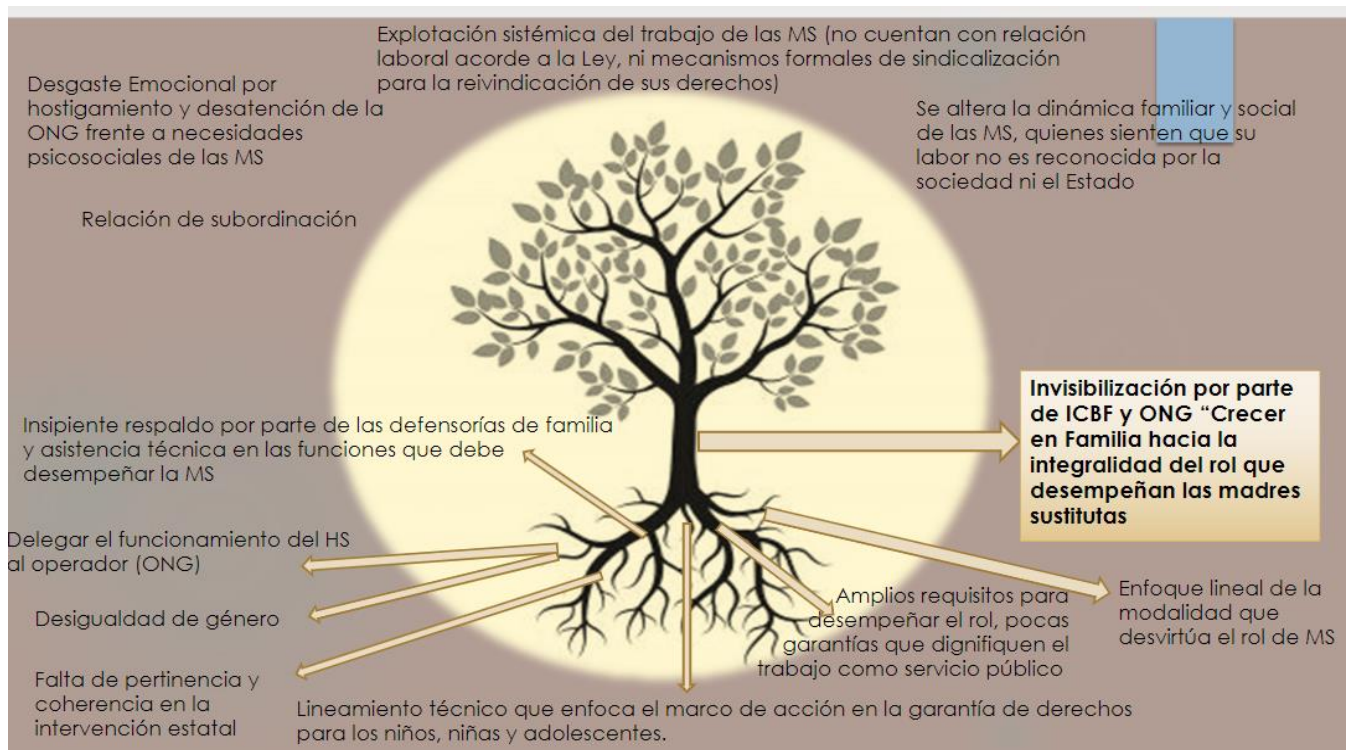 Explotación sistémica del trabajo de las MS (no cuentan con relación
laboral acorde a la Ley, ni mecanismos formales de sindicalización
para la reivindicación de sus derechos)
Desgaste Emocional por
hostigamiento y desatención de la
ONG frente a necesidades
psicosociales de las MS
Se altera la dinámica familiar y social
de las MS, quienes sienten que su
labor no es reconocida por la
sociedad ni el Estado
Relación de subordinación
Invisibilización por parte
de ICBF y ONG “Crecer
en Familia hacia la
integralidad del rol que
desempeñan las madres
sustitutas
Insipiente respaldo por parte de las defensorías de familia
y asistencia técnica en las funciones que debe
desempeñar la MS
Delegar el funcionamiento del HS
al operador (ONG)
Desigualdad de género
Falta de pertinencia y
coherencia en la
intervención estatal
Lineamiento técnico que enfoca el marco de acción en la garantía de derechos
para los niños, niñas y adolescentes.
Amplios requisitos para
desempeñar el rol, pocas
garantías que dignifiquen el
trabajo como servicio público
Enfoque lineal de la
modalidad que
desvirtúa el rol de MS